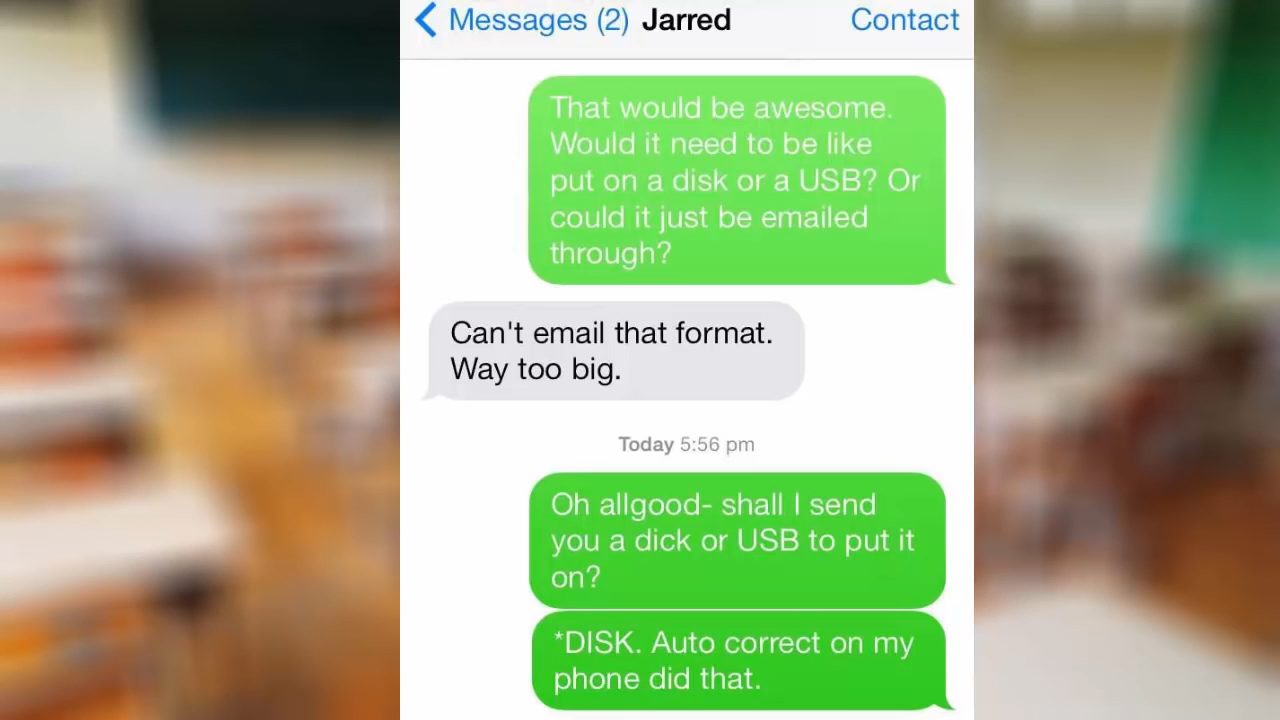 Messages (2) Jarred Contact
That would be awesome.
Would it need to be like
put on a disk or a USB? Or
could it just be emailed
through?
Can't email that format.
Way too big.
Today 5:56 pm
Oh allgood- shall I send
you a dick or USB to put it
on?
*DISK. Auto correct on my
phone did that.